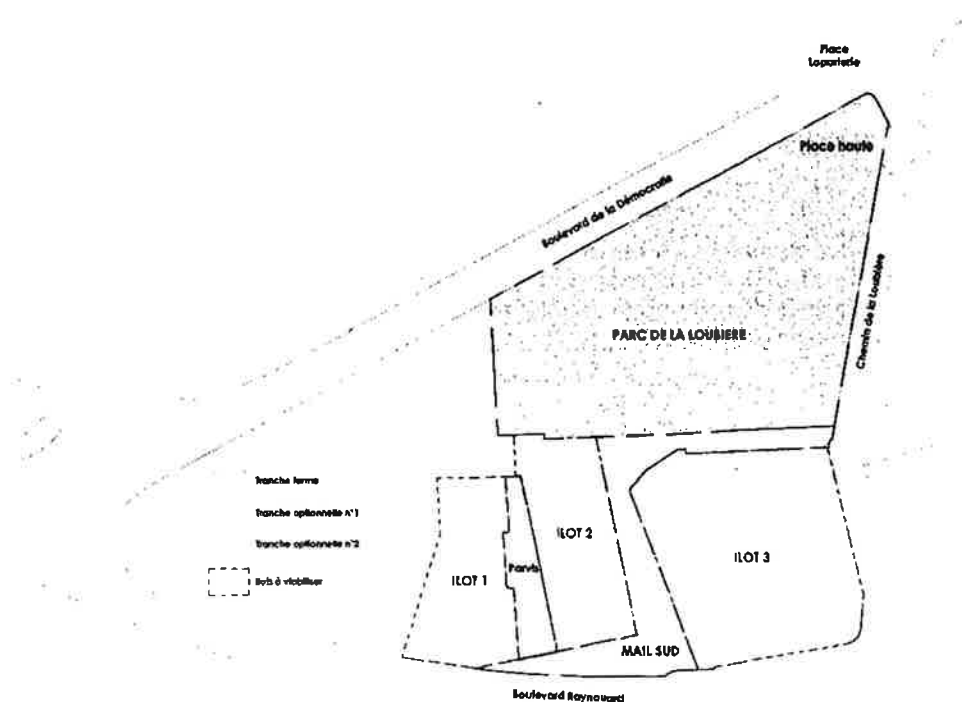 Place
Laporterie
Place haute
Boulevard de la Démocratie
Chemin de la Loubière
PARC DE LA LOUBIERE
Tranche ferme
Tranche optionnelle n°1
Tranche optionnelle n°2
Ilots à viabiliser
ILOT 1
Parvis
ILOT 2
ILOT 3
MAIL SUD
Boulevard Raynouard